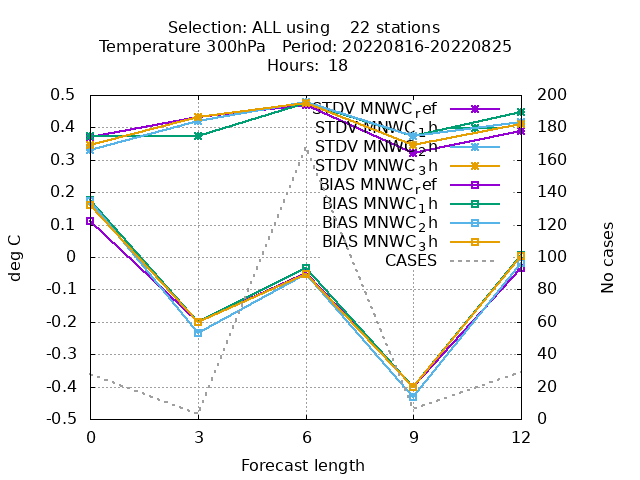 Selection: ALL using 22 stations
Temperature 300hPa Period: 20220816-20220825
Hours: 18
0.5
0.4
0.3
0.2
0.1
0
-0.1
-0.2
-0.3
-0.4
-0.5
deg C
200
180
160
140
120
100
80
60
40
20
0
No cases
STDV MNWC_ref
STDV MNWC_1h
STDV MNWC_2h
STDV MNWC_3h
BIAS MNWC_ref
BIAS MNWC_1h
BIAS MNWC_2h
BIAS MNWC_3h
CASES
0 3 6 9 12
Forecast length